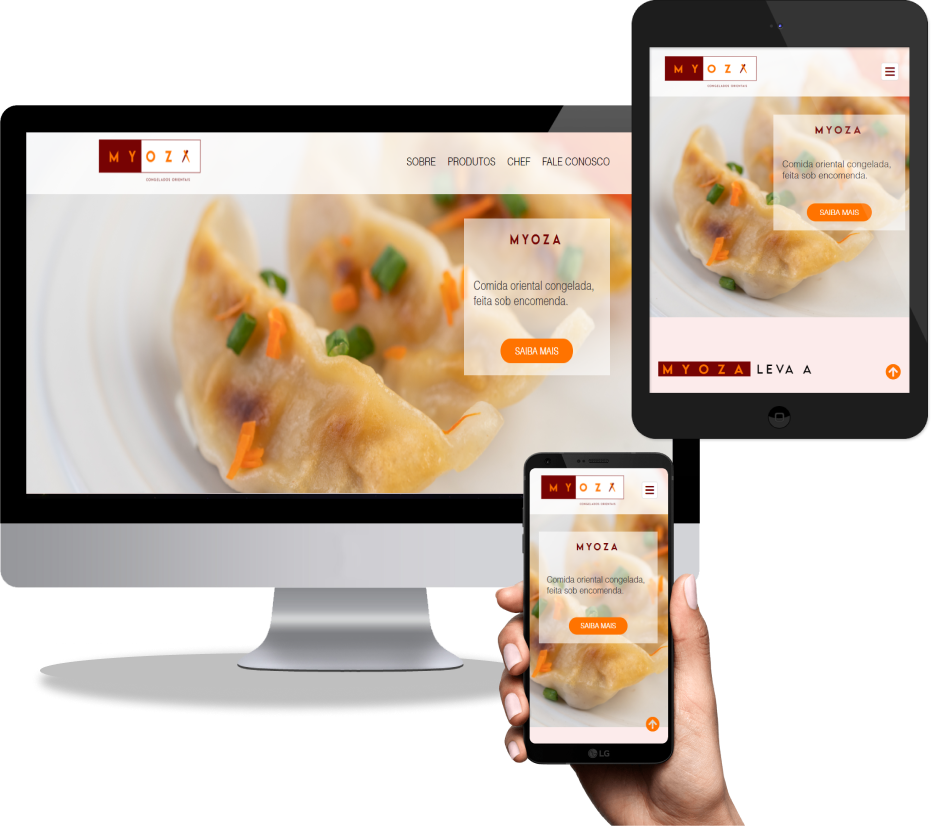 MYOZA
CONGELADOS ORIENTAIS
SOBRE PRODUTOS CHEF FALE CONOSCO
MYOZA
Comida oriental congelada,
feita sob encomenda.
SAIBA MAIS
MYOZA
CONGELADOS ORIENTAIS
MYOZA
Comida oriental congelada,
feita sob encomenda.
SAIBA MAIS
MYOZA LEVA A
MYOZA
CONGELADOS ORIENTAIS
MYOZA
Comida oriental congelada,
feita sob encomenda.
SAIBA MAIS
LG